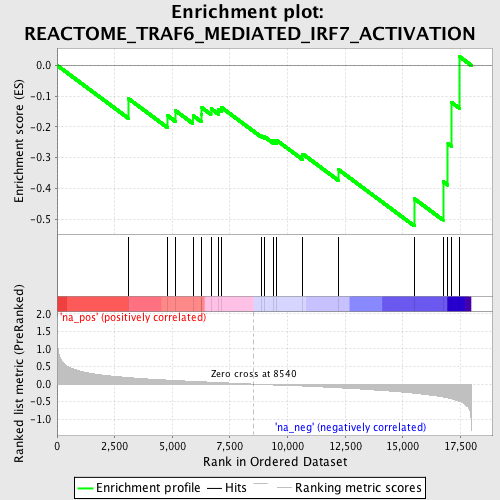 Enrichment plot:
REACTOME_TRAF6_MEDIATED_IRF7_ACTIVATION
Enrichment score (ES)
0.0
-0.1
-0.2
-0.3
-0.4
-0.5
'na_pos' (positively correlated)
Ranked list metric (PreRanked)
2.0
1.5
1.0
0.5
0.0
-0.5
-1.0
Zero cross at 8540
'na_neg' (negatively correlated)
0
2,500
5,000
7,500
10,000
12,500
15,000
17,500
Rank in Ordered Dataset
Enrichment profile
Hits
Ranking metric scores